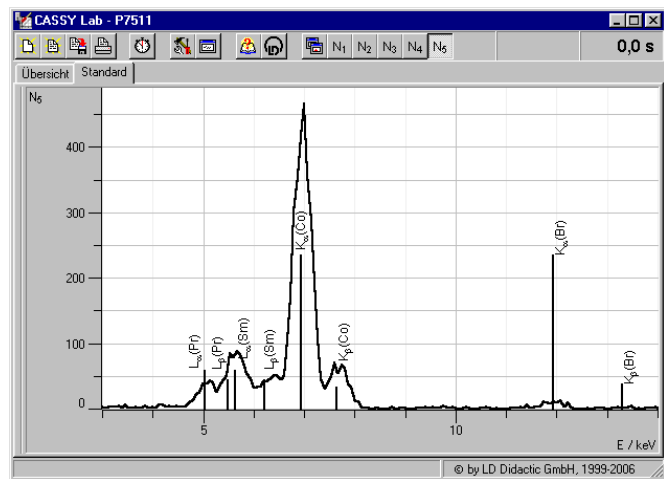 CASSY Lab - P7511
N₁ N₂ N₃ N₄ N₅ 0,0 s
Übersicht Standard
N₅
400
300
200
100
0
Lα(Pr)
Lβ(Pr)
Lα(Sm)
Lβ(Sm)
Kα(Co)
Kβ(Co)
Kα(Br)
Kβ(Br)
5 10
E / keV
© by LD Didactic GmbH, 1999-2006